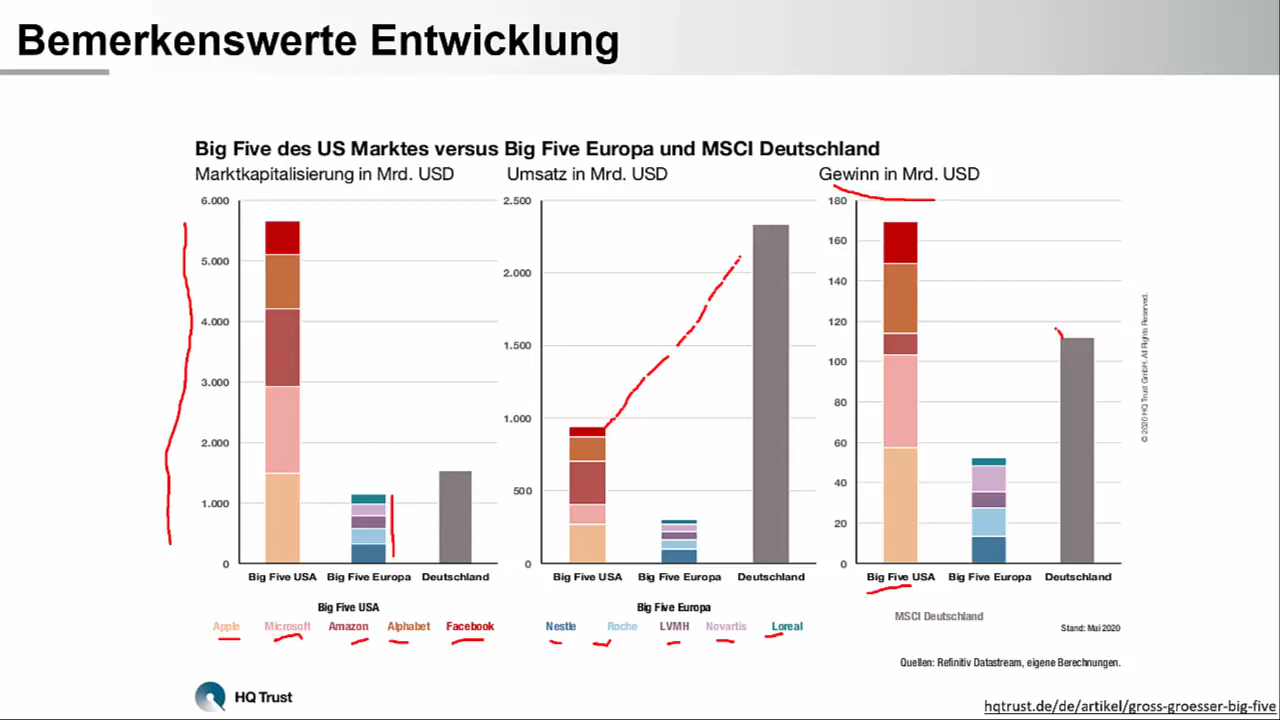 Bemerkenswerte Entwicklung
Big Five des US Marktes versus Big Five Europa und MSCI Deutschland
Marktkapitalisierung in Mrd. USD
6.000
5.000
4.000
3.000
2.000
1.000
0
Big Five USA Big Five Europa Deutschland
Umsatz in Mrd. USD
2.500
2.000
1.500
1.000
500
0
Big Five USA Big Five Europa Deutschland
Gewinn in Mrd. USD
180
160
140
120
100
80
60
40
20
0
Big Five USA Big Five Europa Deutschland
Big Five USA
Apple Microsoft Amazon Alphabet Facebook
Big Five Europa
Nestle Roche LVMH Novartis Loreal
MSCI Deutschland
Stand: Mai 2020
© 2020 HQ Trust GmbH. All Rights Reserved.
Quellen: Refinitiv Datastream, eigene Berechnungen.
HQ Trust
hqtrust.de/de/artikel/gross-groesser-big-five